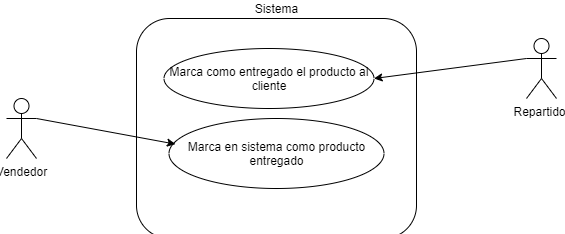 Sistema
Marca como entregado el producto al
cliente
Repartido
Marca en sistema como producto
entregado
Vendedor